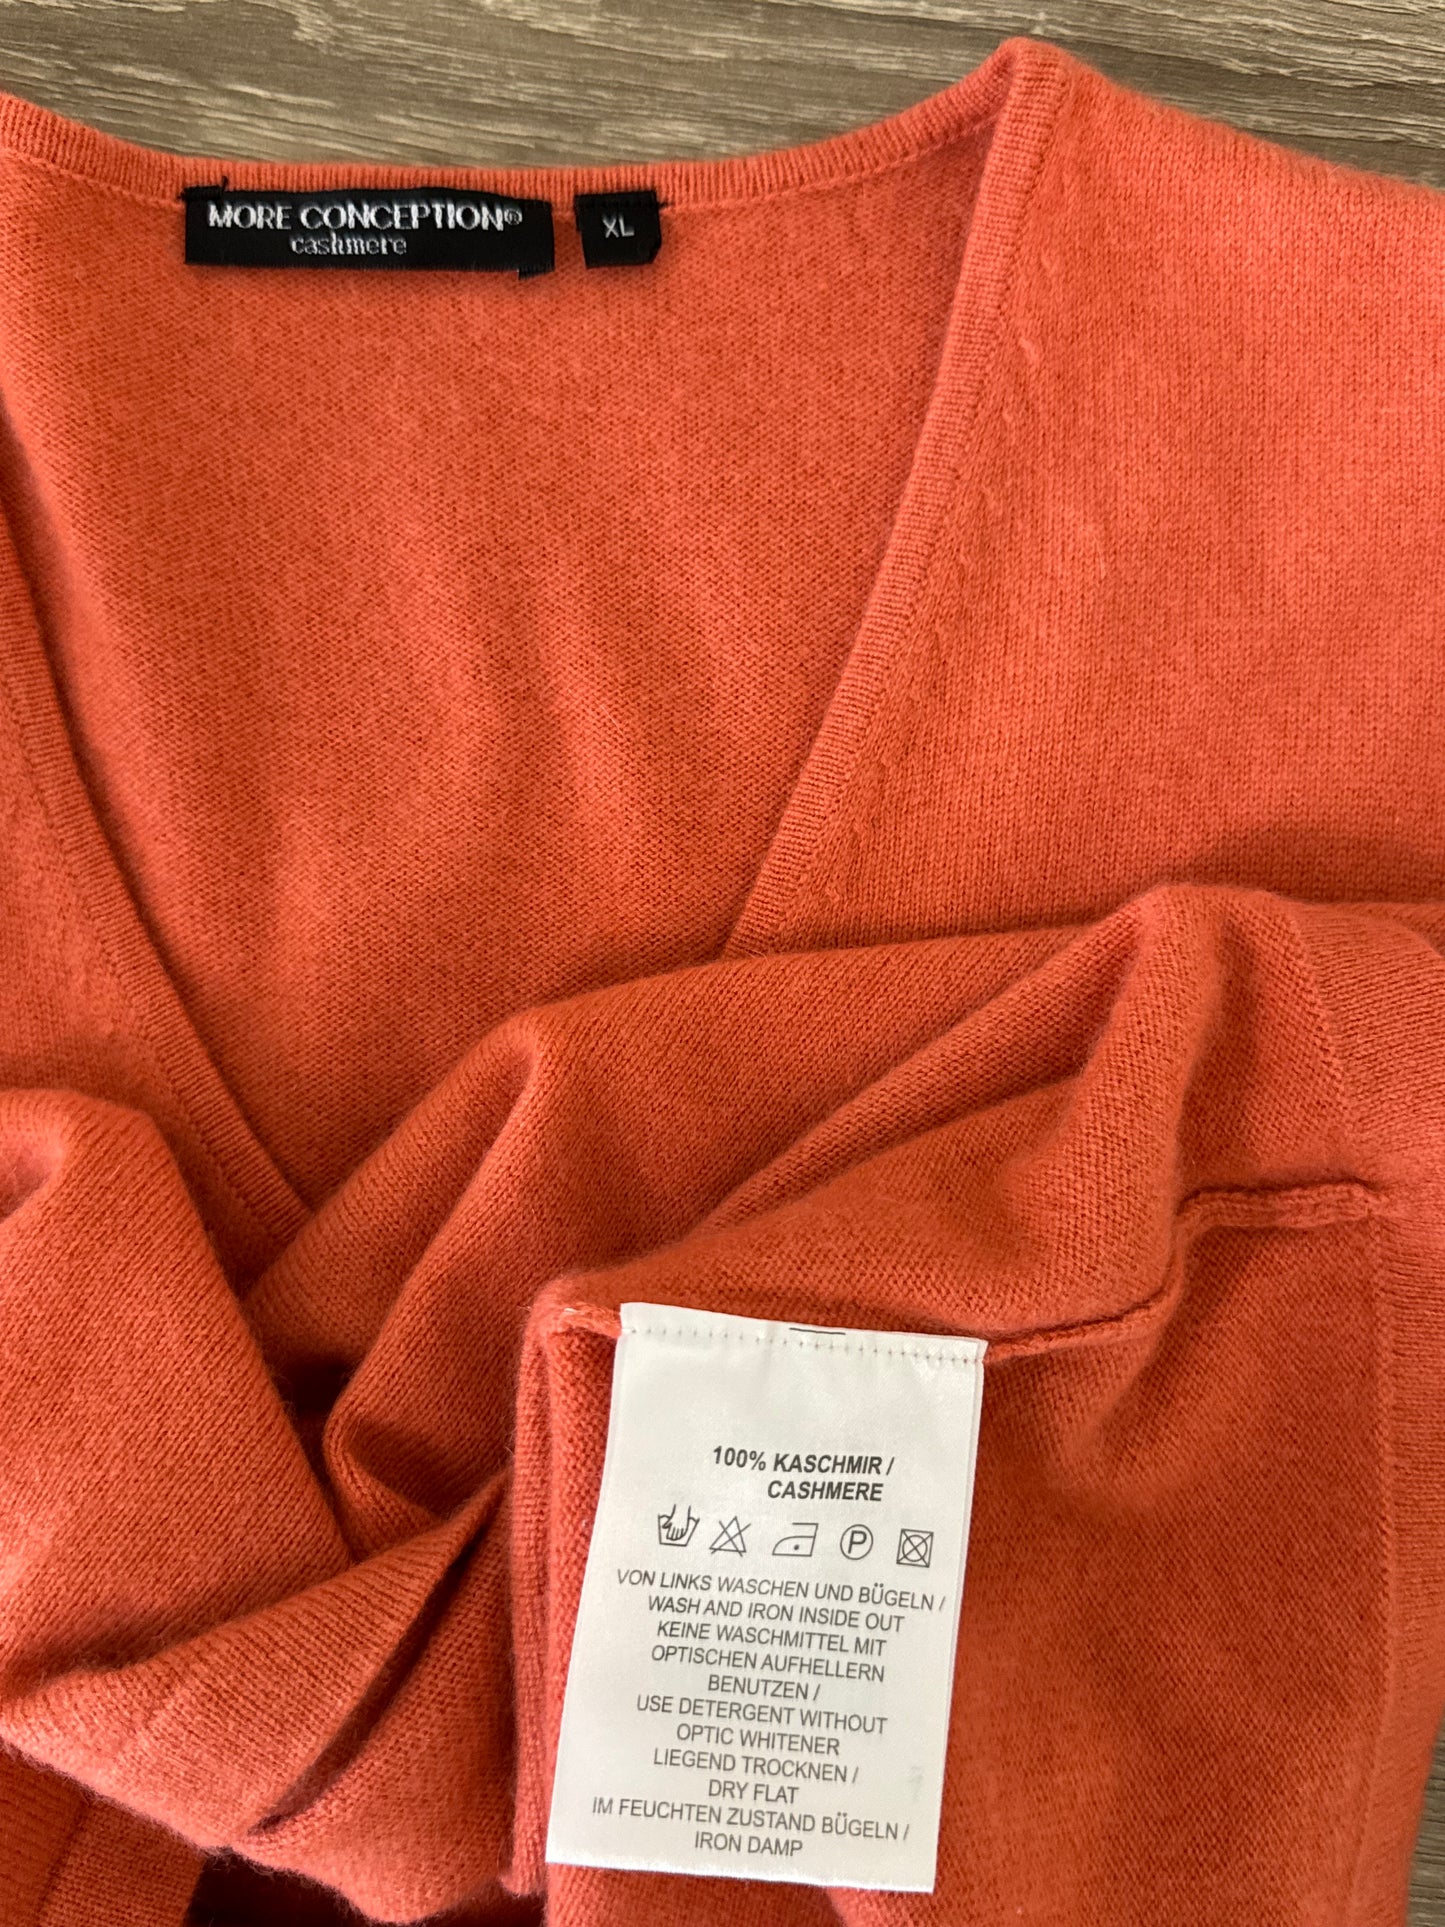 MORE CONCEPTION®
cashmere
XL
100% KASCHMIR /
CASHMERE
P
VON LINKS WASCHEN UND BÜGELN /
WASH AND IRON INSIDE OUT
KEINE WASCHMITTEL MIT
OPTISCHEN AUFHELLERN
BENUTZEN /
USE DETERGENT WITHOUT
OPTIC WHITENER
LIEGEND TROCKNEN /
DRY FLAT
IM FEUCHTEN ZUSTAND BÜGELN /
IRON DAMP